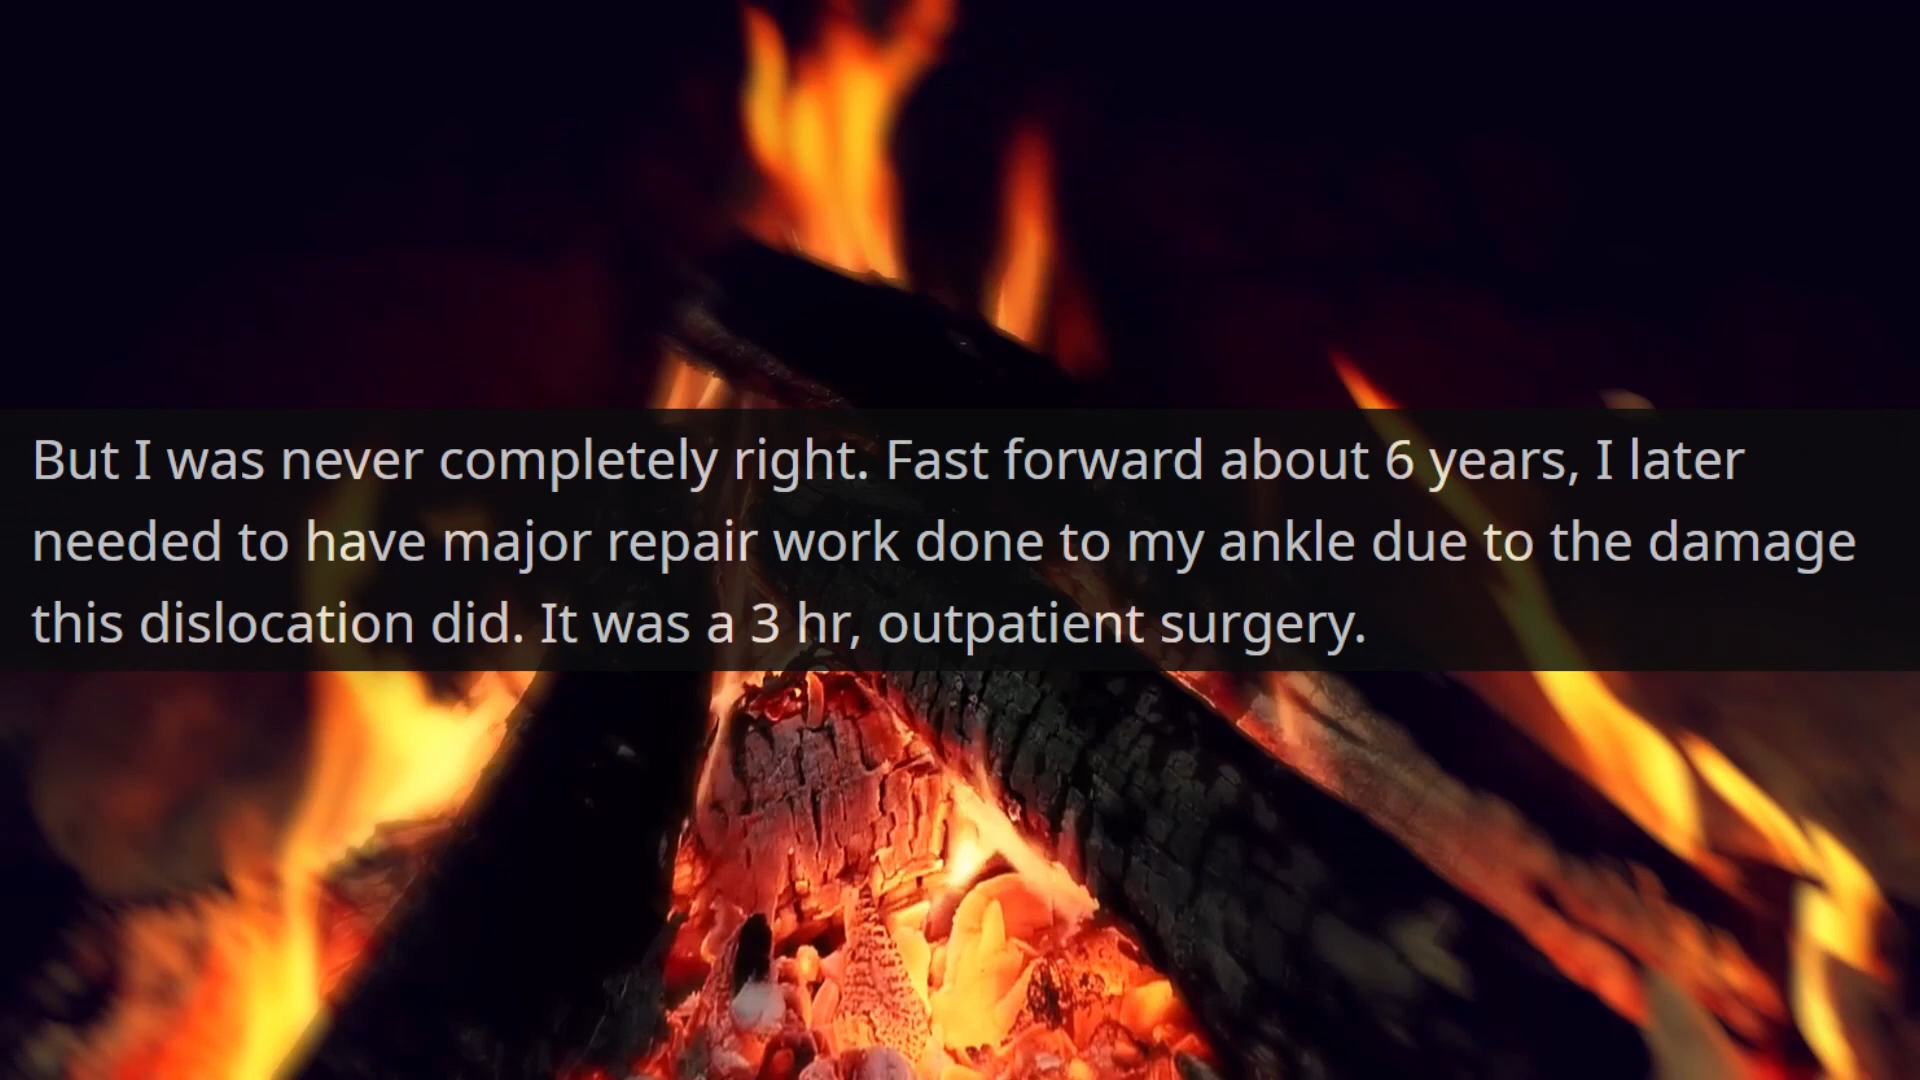 But I was never completely right. Fast forward about 6 years, I later
needed to have major repair work done to my ankle due to the damage
this dislocation did. It was a 3 hr, outpatient surgery.